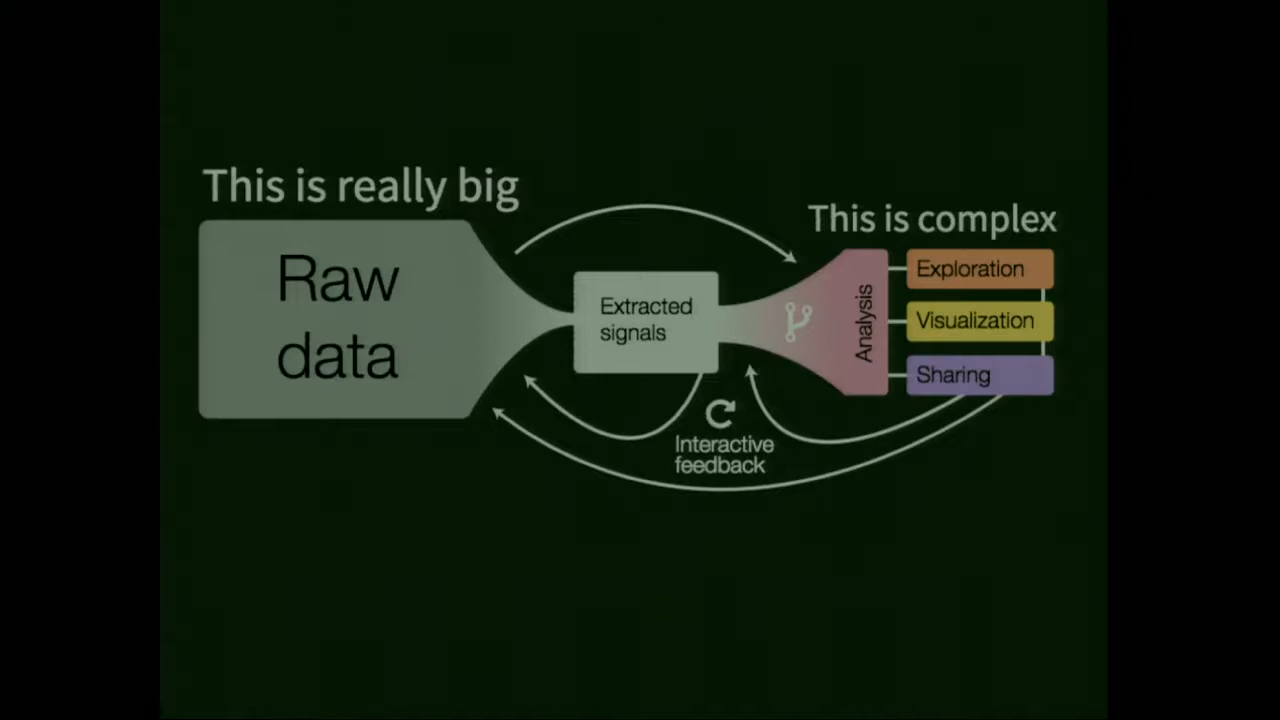 This is really big
This is complex
Raw
data
Extracted
signals
Analysis
Exploration
Visualization
Sharing
Interactive
feedback